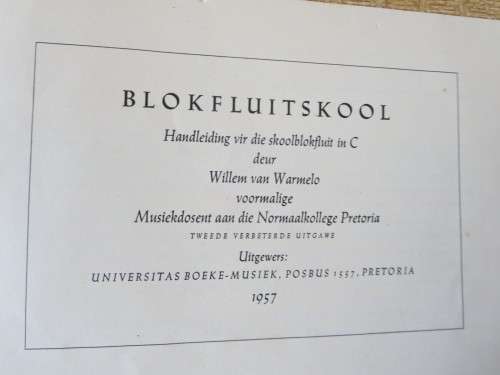 BLOKFLUITSKOOL
Handleiding vir die skoolblokfluit in C
deur
Willem van Warmelo
voormalige
Musiekdosent aan die Normaalkollege Pretoria
TWEEDE VERBETERDE UITGAWE
Uitgewers:
UNIVERSITAS BOEKE-MUSIEK, POSBUS 1557, PRETORIA
1957